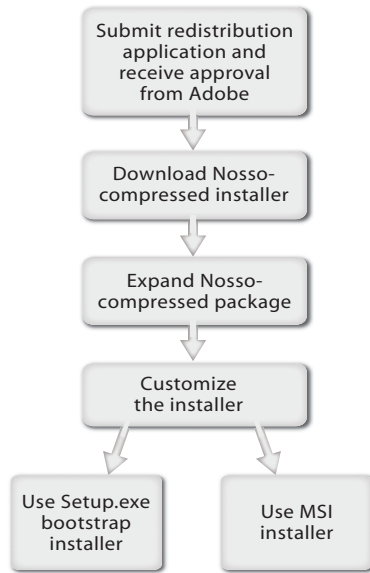 Submit redistribution
application and
receive approval
from Adobe
Download Nosso-
compressed installer
Expand Nosso-
compressed package
Customize
the installer
Use Setup.exe
bootstrap
installer
Use MSI
installer